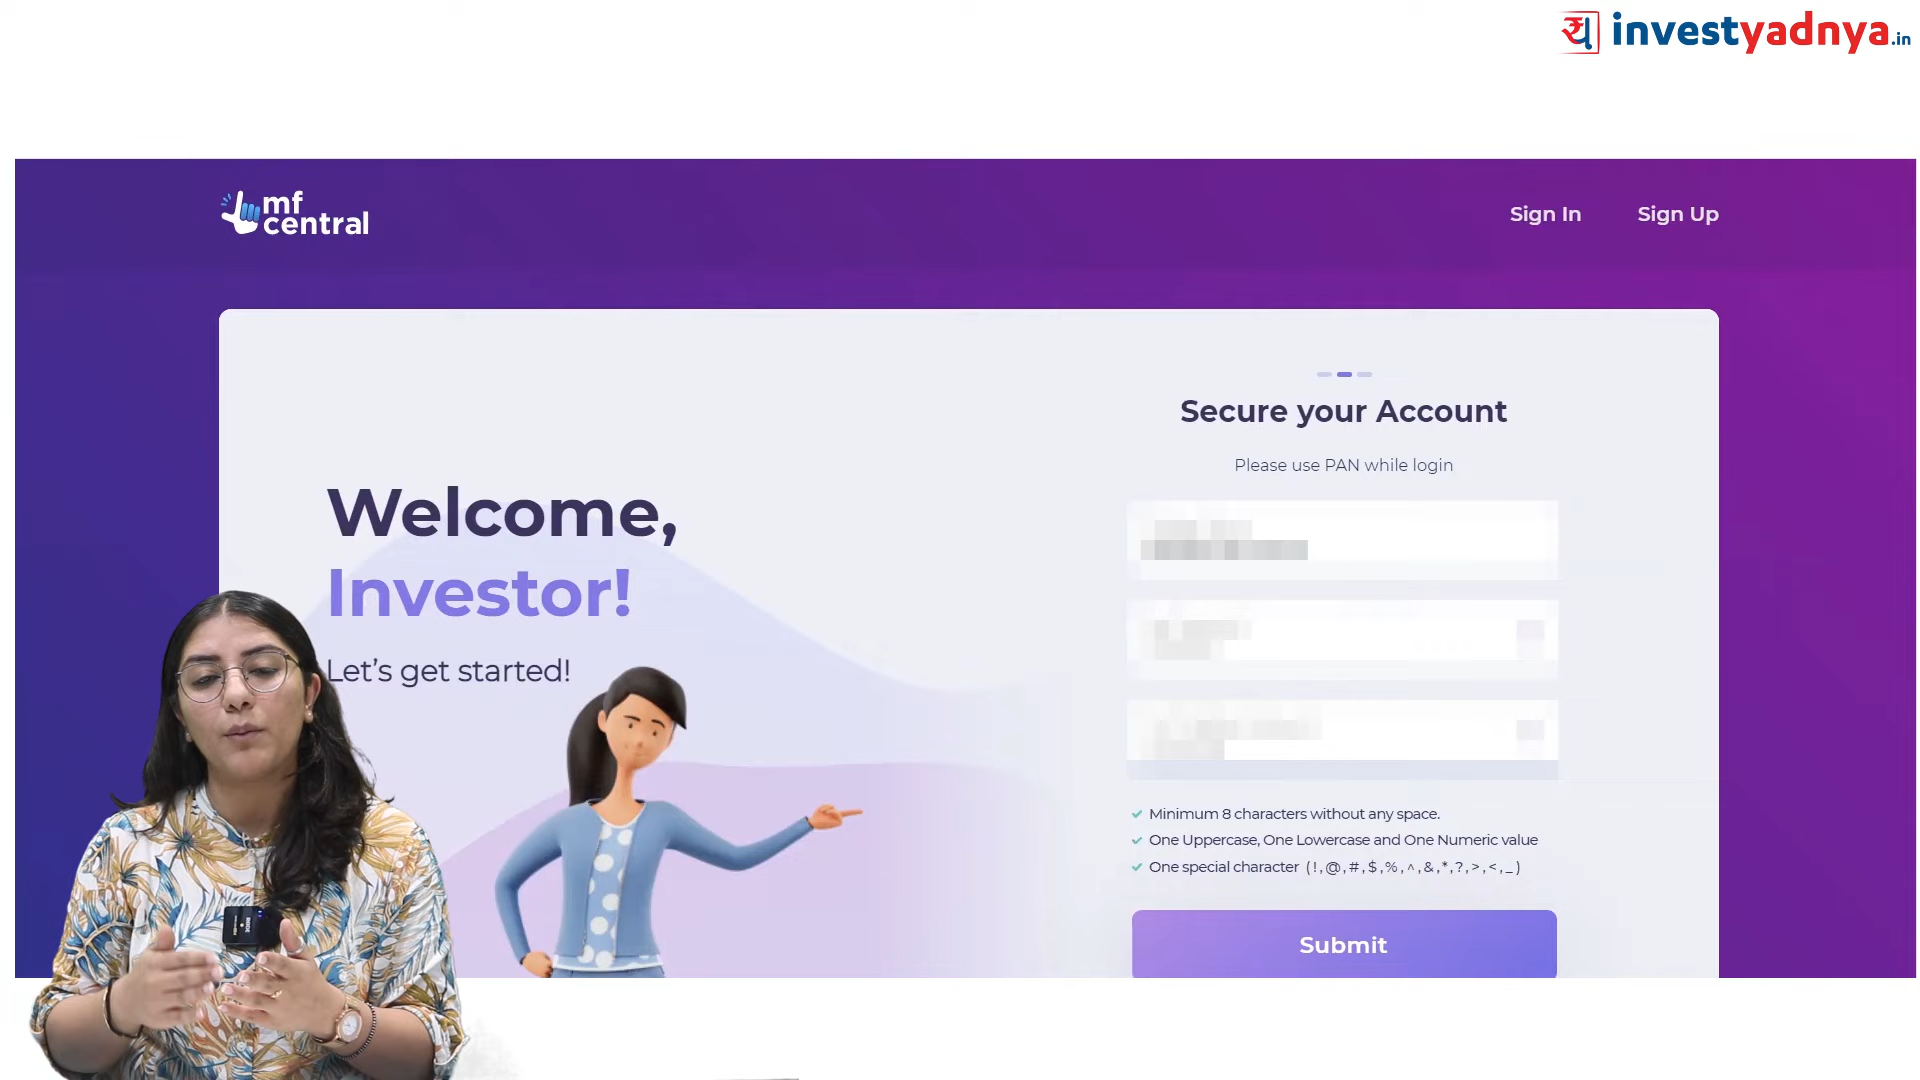 investyadnya.in
mf
central
Sign In
Sign Up
Secure your Account
Please use PAN while login
Welcome,
Investor!
Let's get started!
Minimum 8 characters without any space.
One Uppercase, One Lowercase and One Numeric value
One special character (!,@,#,$,%,^,&,*,?,>,<,_)
Submit